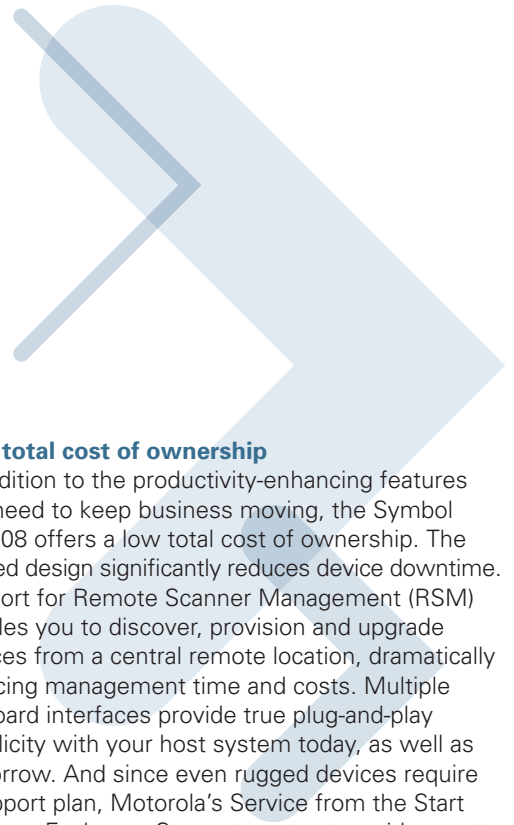 total cost of ownership
ddition to the productivity-enhancing features
need to keep business moving, the Symbol
08 offers a low total cost of ownership. The
ed design significantly reduces device downtime.
ort for Remote Scanner Management (RSM)
les you to discover, provision and upgrade
ces from a central remote location, dramatically
cing management time and costs. Multiple
oard interfaces provide true plug-and-play
licity with your host system today, as well as
orrow. And since even rugged devices require
pport plan, Motorola's Service from the Start